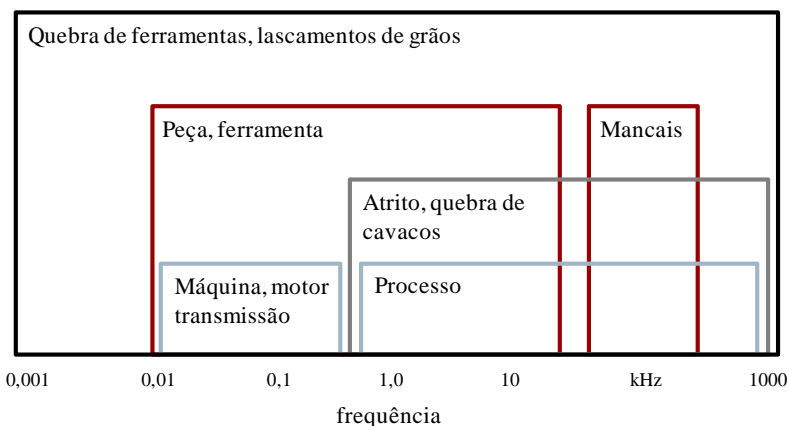 Quebra de ferramentas, lascamentos de grãos
Peça, ferramenta
Mancais
Atrito, quebra de
cavacos
Máquina, motor
transmissão
Processo
0,001 0,01 0,1 1,0 10 kHz 1000
frequência